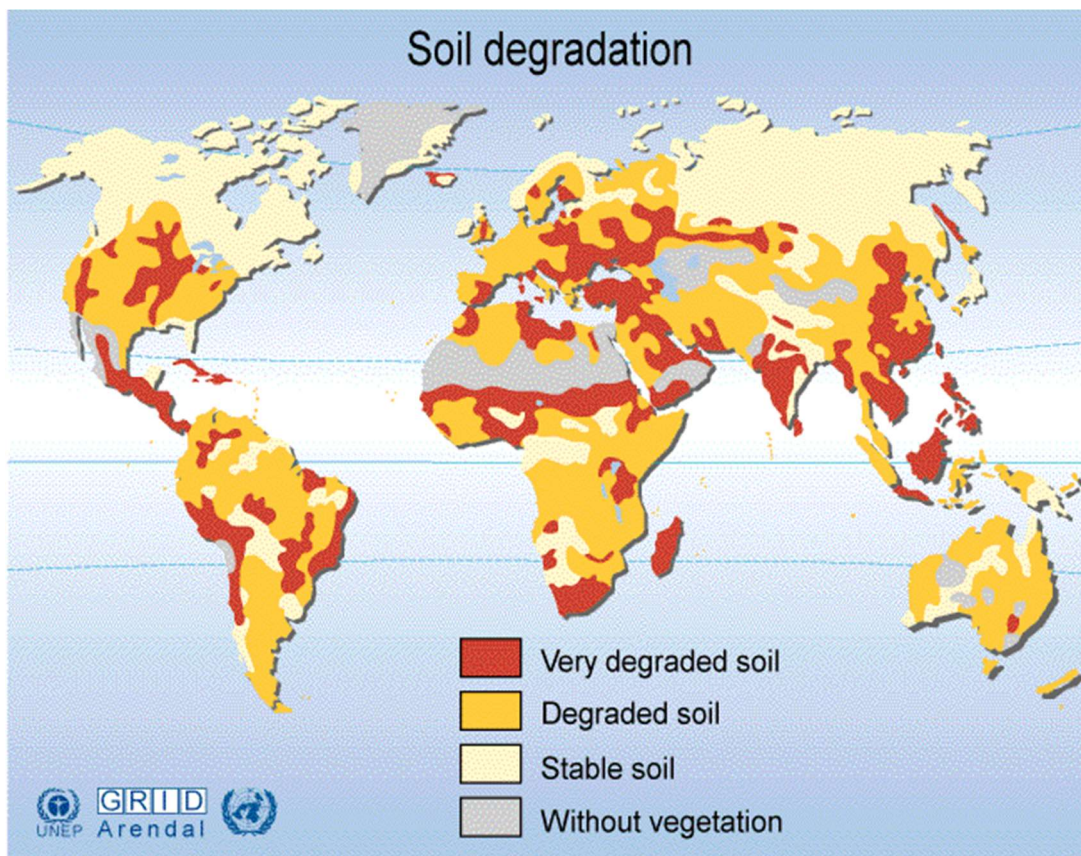 Soil degradation
Very degraded soil
Degraded soil
Stable soil
Without vegetation
UNEP
GRID
Arendal